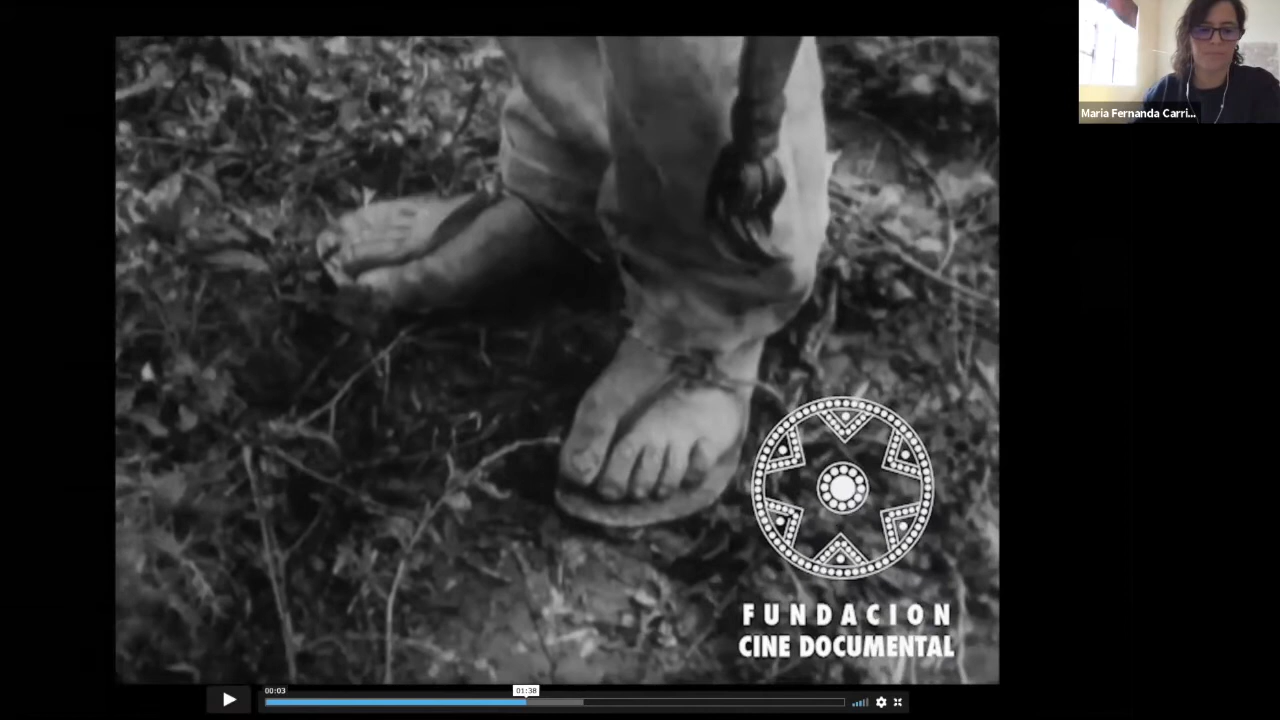 Maria Fernanda Carri...
FUNDACION
CINE DOCUMENTAL
00:03
01:38